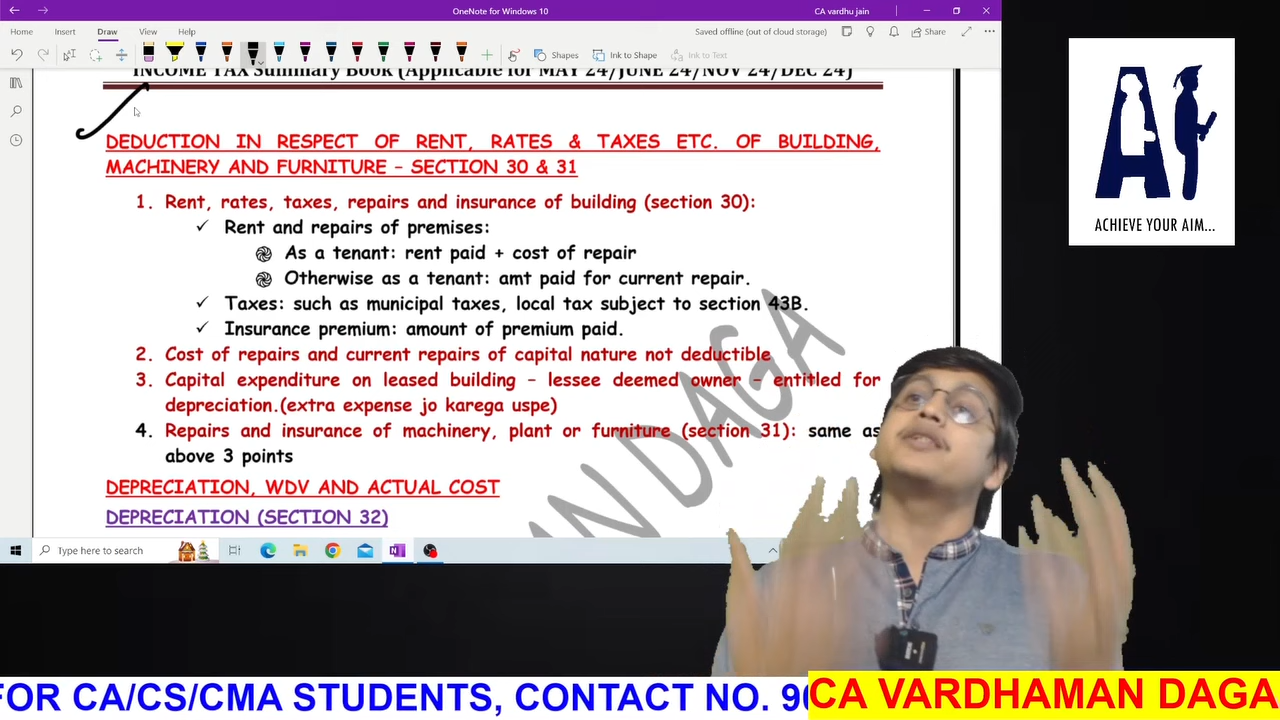 OneNote for Windows 10
CA vardhu jain
Home Insert Draw View Help
Saved offline (out of cloud storage)
Share
Shapes
Ink to Shape
Ink to Text
INCOME TAX Summary Book (Applicable for MAY 24/JUNE 24/NOV 24/DEC 24)
DEDUCTION IN RESPECT OF RENT, RATES & TAXES ETC. OF BUILDING,
MACHINERY AND FURNITURE – SECTION 30 & 31
1. Rent, rates, taxes, repairs and insurance of building (section 30):
✓ Rent and repairs of premises:
As a tenant: rent paid + cost of repair
Otherwise as a tenant: amt paid for current repair.
✓ Taxes: such as municipal taxes, local tax subject to section 43B.
✓ Insurance premium: amount of premium paid.
2. Cost of repairs and current repairs of capital nature not deductible
3. Capital expenditure on leased building – lessee deemed owner – entitled for
depreciation.(extra expense jo karega uspe)
4. Repairs and insurance of machinery, plant or furniture (section 31): same as
above 3 points
DEPRECIATION, WDV AND ACTUAL COST
DEPRECIATION (SECTION 32)
DAGA
Type here to search
A
ACHIEVE YOUR AIM...
FOR CA/CS/CMA STUDENTS, CONTACT NO. 9
CA VARDHAMAN DAGA